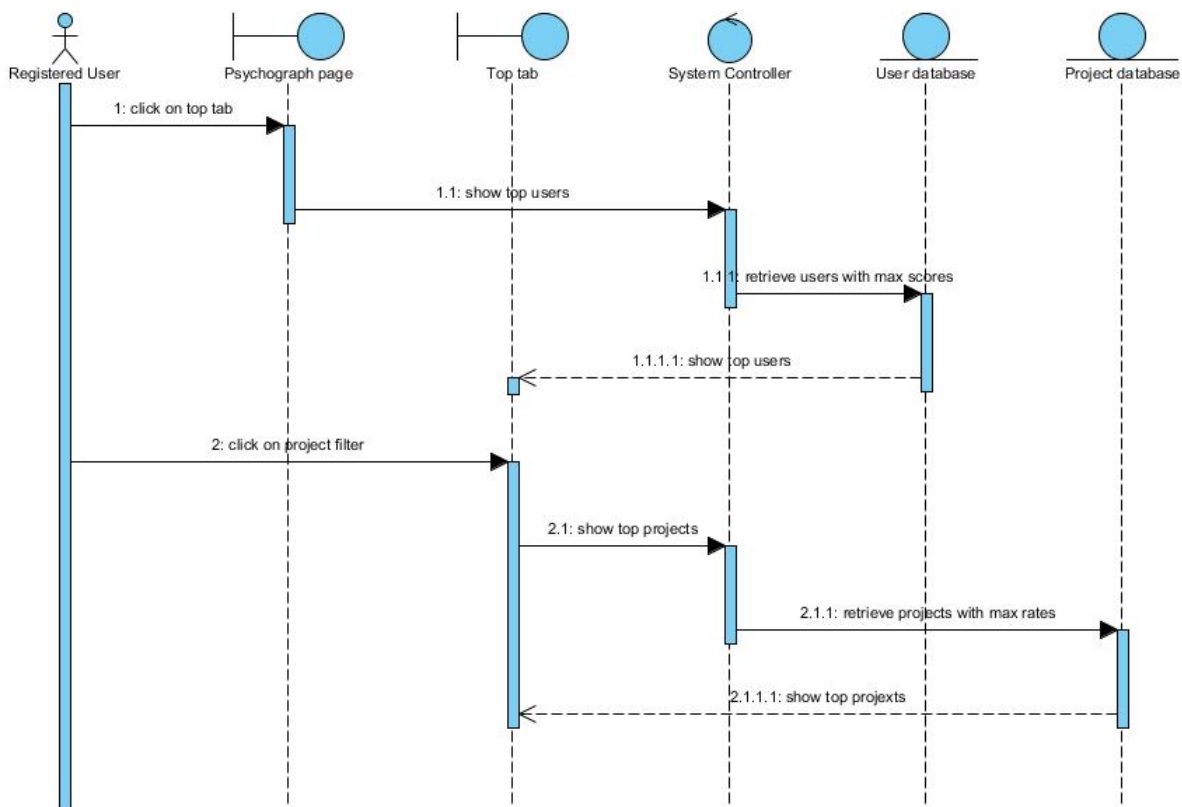 Registered User
Psychograph page
Top tab
System Controller
User database
Project database
1: click on top tab
1.1: show top users
1.1.1: retrieve users with max scores
1.1.1.1: show top users
2: click on project filter
2.1: show top projects
2.1.1: retrieve projects with max rates
2.1.1.1: show top projexts